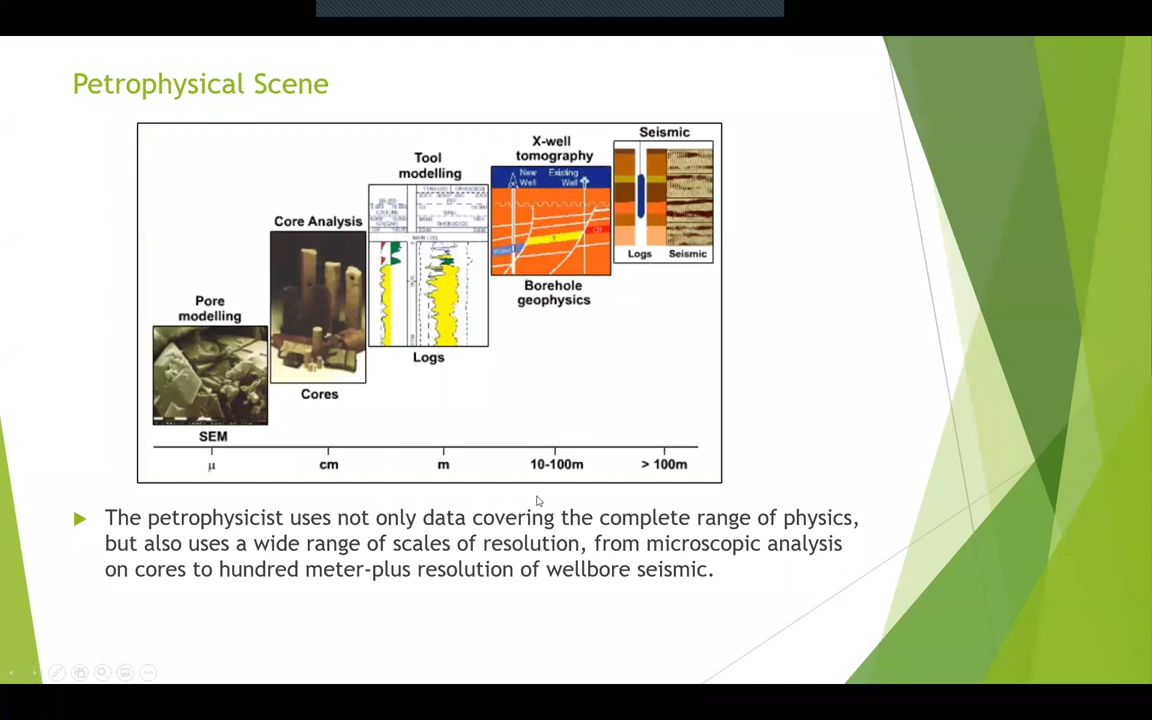 Petrophysical Scene
Seismic
X-well
tomography
Tool
modelling
New
Well
Existing
Well
Core Analysis
MAIN LOG
Logs
Seismic
Borehole
geophysics
Pore
modelling
Logs
Cores
SEM
µ
cm
m
10-100m
> 100m
The petrophysicist uses not only data covering the complete range of physics,
but also uses a wide range of scales of resolution, from microscopic analysis
on cores to hundred meter-plus resolution of wellbore seismic.